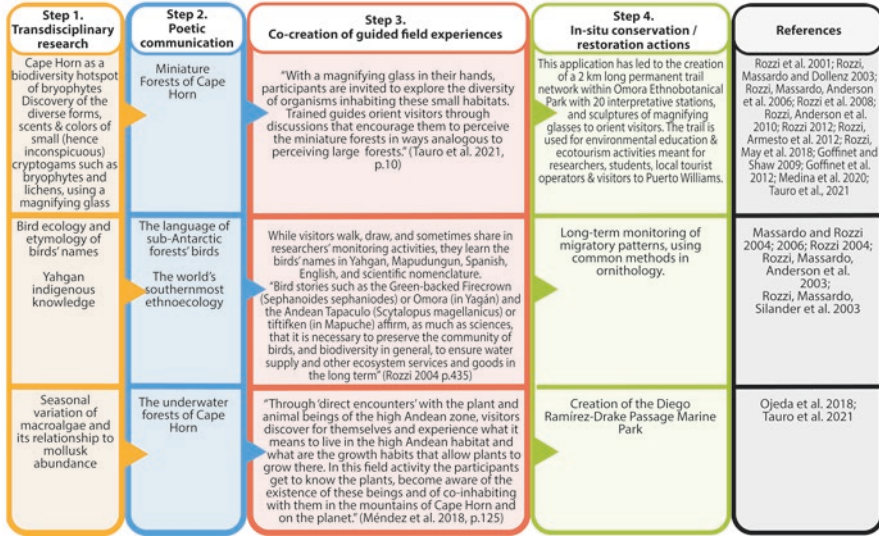 Step 1.
Transdisciplinary
research
Step 2.
Poetic
communication
Step 3.
Co-creation of guided field experiences
Step 4.
In-situ conservation /
restoration actions
References
Cape Horn as a
biodiversity hotspot
of bryophytes
Discovery of the
diverse forms,
scents & colors of
small (hence
inconspicuous)
cryptogams such as
bryophytes and
lichens, using a
magnifying glass
Miniature
Forests of Cape
Horn
“With a magnifying glass in their hands,
participants are invited to explore the diversity
of organisms inhabiting these small habitats.
Trained guides orient visitors through
discussions that encourage them to perceive
the miniature forests in ways analogous to
perceiving large forests.” (Tauro et al. 2021,
p.10)
This application has led to the creation
of a 2 km long permanent trail
network within Omora Ethnobotanical
Park with 20 interpretative stations,
and sculptures of magnifying
glasses to orient visitors. The trail is
used for environmental education &
ecotourism activities meant for
researchers, students, local tourist
operators & visitors to Puerto Williams.
Rozzi et al. 2001; Rozzi,
Massardo and Dollenz 2003;
Rozzi, Massardo, Anderson
et al. 2006; Rozzi et al. 2008;
Rozzi, Anderson et al.
2010; Rozzi 2012; Rozzi,
Armesto et al. 2012; Rozzi,
May et al. 2018; Goffinet and
Shaw 2009; Goffinet et al.
2012; Medina et al. 2020;
Tauro et al., 2021
Bird ecology and
etymology of
birds’ names
Yahgan
indigenous
knowledge
The language of
sub-Antarctic
forests’ birds
The world’s
southernmost
ethnoecology
While visitors walk, draw, and sometimes share in
researchers’ monitoring activities, they learn the
birds’ names in Yahgan, Mapudungun, Spanish,
English, and scientific nomenclature.
“Bird stories such as the Green-backed Firecrown
(Sephanoides sephaniodes) or Omora (in Yagán) and
the Andean Tapaculo (Scytalopus magellanicus) or
tiftifken (in Mapuche) affirm, as much as sciences,
that it is necessary to preserve the community of
birds, and biodiversity in general, to ensure water
supply and other ecosystem services and goods in
the long term” (Rozzi 2004 p.435)
Long-term monitoring of
migratory patterns, using
common methods in
ornithology.
Massardo and Rozzi
2004; 2006; Rozzi 2004;
Rozzi, Massardo,
Anderson et al.
2003;
Rozzi, Massardo,
Silander et al. 2003
Seasonal
variation of
macroalgae and
its relationship to
mollusk
abundance
The underwater
forests of Cape
Horn
“Through ‘direct encounters’ with the plant and
animal beings of the high Andean zone, visitors
discover for themselves and experience what it
means to live in the high Andean habitat and
what are the growth habits that allow plants to
grow there. In this field activity the participants
get to know the plants, become aware of the
existence of these beings and of co-inhabiting
with them in the mountains of Cape Horn and
on the planet.” (Méndez et al. 2018, p.125)
Creation of the Diego
Ramírez-Drake Passage Marine
Park
Ojeda et al. 2018;
Tauro et al. 2021